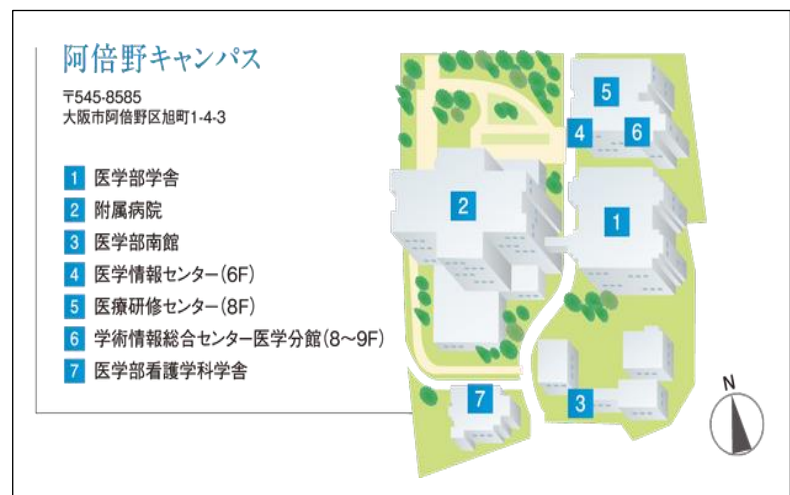 阿倍野キャンパス
〒545-8585
大阪市阿倍野区旭町1-4-3
1 医学部学舎
2 附属病院
3 医学部南館
4 医学情報センター(6F)
5 医療研修センター(8F)
6 学術情報総合センター医学分館(8〜9F)
7 医学部看護学科学舎
5
4 6
2
1
7
3
N